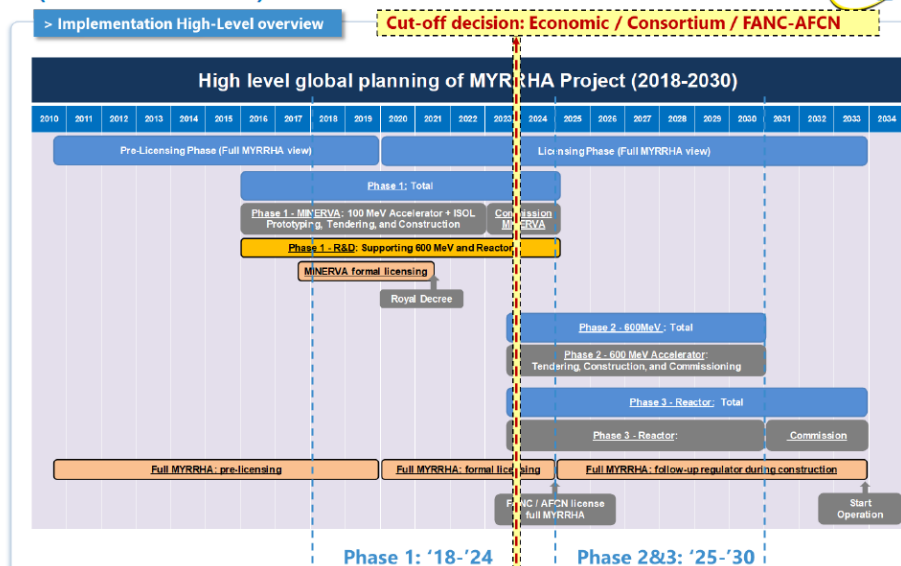 > Implementation High-Level overview
Cut-off decision: Economic / Consortium / FANC-AFCN
High level global planning of MYRRHA Project (2018-2030)
2010 2011 2012 2013 2014 2015 2016 2017 2018 2019 2020 2021 2022 2023 2024 2025 2026 2027 2028 2029 2030 2031 2032 2033 2034
Pre-Licensing Phase (Full MYRRHA view)
Licensing Phase (Full MYRRHA view)
Phase 1: Total
Phase 1 - MINERVA: 100 MeV Accelerator + ISOL
Prototyping, Tendering, and Construction
Commission
MINERVA
Phase 1 - R&D: Supporting 600 MeV and Reactor
MINERVA formal licensing
Royal Decree
Phase 2 - 600MeV : Total
Phase 2 - 600 MeV Accelerator:
Tendering, Construction, and Commissioning
Phase 3 - Reactor: Total
Phase 3 - Reactor:
Commission
Full MYRRHA: pre-licensing
Full MYRRHA: formal licensing
Full MYRRHA: follow-up regulator during construction
FANC / AFCN license
full MYRRHA
Start
Operation
Phase 1: ‘18-’24
Phase 2&3: ‘25-’30